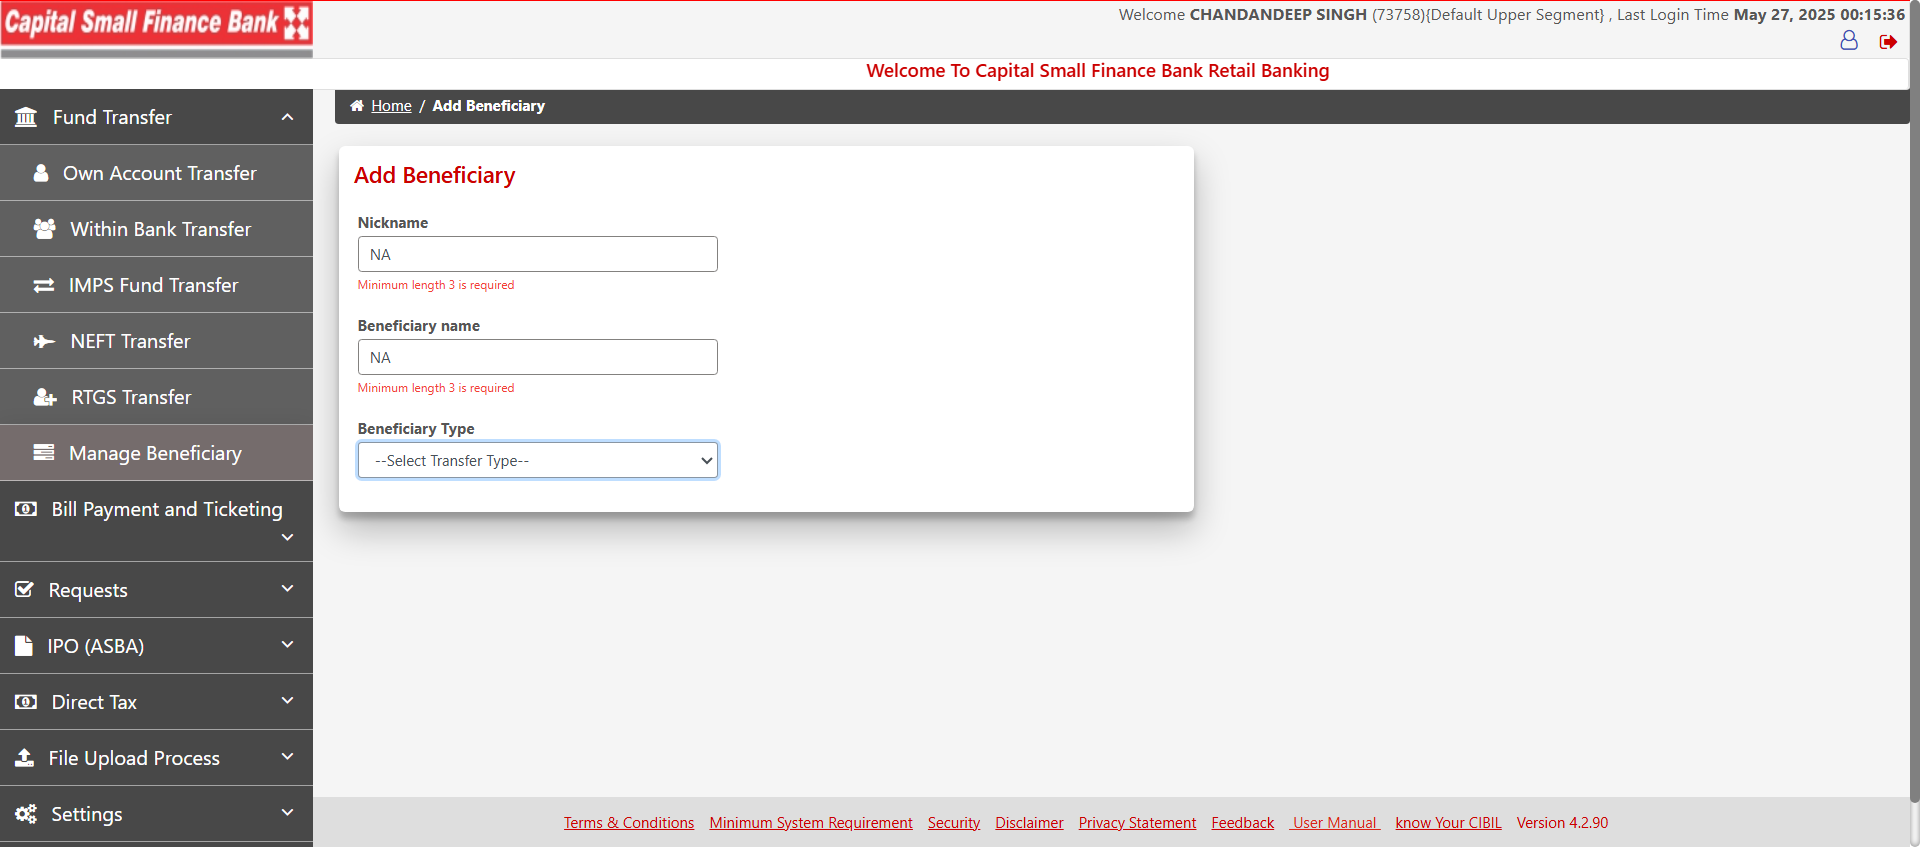 Capital Small Finance Bank
Welcome CHANDANDEEP SINGH (73758){Default Upper Segment} , Last Login Time May 27, 2025 00:15:36
Welcome To Capital Small Finance Bank Retail Banking
Home / Add Beneficiary
Fund Transfer
Own Account Transfer
Within Bank Transfer
IMPS Fund Transfer
NEFT Transfer
RTGS Transfer
Manage Beneficiary
Bill Payment and Ticketing
Requests
IPO (ASBA)
Direct Tax
File Upload Process
Settings
Add Beneficiary
Nickname
NA
Minimum length 3 is required
Beneficiary name
NA
Minimum length 3 is required
Beneficiary Type
--Select Transfer Type--
Terms & Conditions Minimum System Requirement Security Disclaimer Privacy Statement Feedback User Manual know Your CIBIL Version 4.2.90